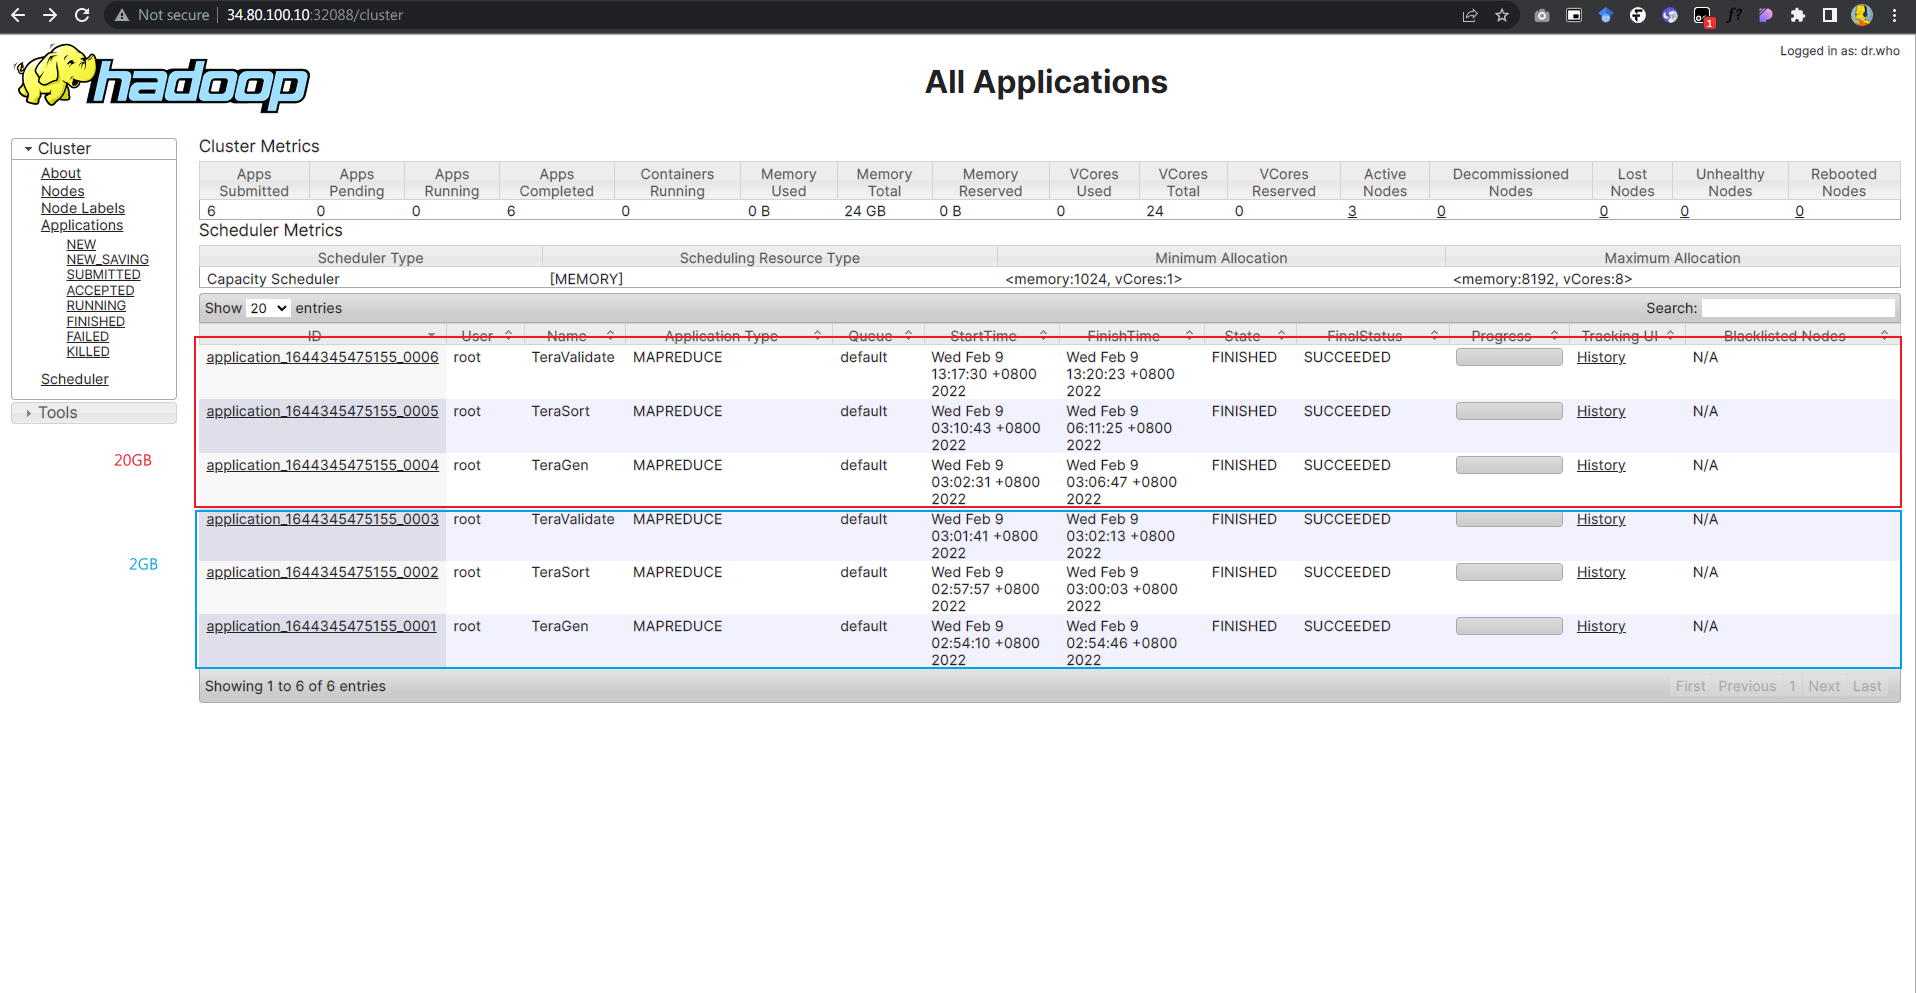 Not secure 34.80.100.10:32088/cluster
1
f?
Logged in as: dr.who
hadoop
All Applications
Cluster
About
Nodes
Node Labels
Applications
NEW
NEW_SAVING
SUBMITTED
ACCEPTED
RUNNING
FINISHED
FAILED
KILLED
Scheduler
Tools
20GB
2GB
Cluster Metrics
Apps Submitted Apps Pending Apps Running Apps Completed Containers Running Memory Used Memory Total Memory Reserved VCores Used VCores Total VCores Reserved Active Nodes Decommissioned Nodes Lost Nodes Unhealthy Nodes Rebooted Nodes
6 0 0 6 0 0 B 24 GB 0 B 0 24 0 3 0 0 0 0
Scheduler Metrics
Scheduler Type Scheduling Resource Type Minimum Allocation Maximum Allocation
Capacity Scheduler [MEMORY] <memory:1024, vCores:1> <memory:8192, vCores:8>
Show 20 entries Search:
ID User Name Application Type Queue StartTime FinishTime State FinalStatus Progress Tracking UI Blacklisted Nodes
application_1644345475155_0006 root TeraValidate MAPREDUCE default Wed Feb 9 13:17:30 +0800 2022 Wed Feb 9 13:20:23 +0800 2022 FINISHED SUCCEEDED History N/A
application_1644345475155_0005 root TeraSort MAPREDUCE default Wed Feb 9 03:10:43 +0800 2022 Wed Feb 9 06:11:25 +0800 2022 FINISHED SUCCEEDED History N/A
application_1644345475155_0004 root TeraGen MAPREDUCE default Wed Feb 9 03:02:31 +0800 2022 Wed Feb 9 03:06:47 +0800 2022 FINISHED SUCCEEDED History N/A
application_1644345475155_0003 root TeraValidate MAPREDUCE default Wed Feb 9 03:01:41 +0800 2022 Wed Feb 9 03:02:13 +0800 2022 FINISHED SUCCEEDED History N/A
application_1644345475155_0002 root TeraSort MAPREDUCE default Wed Feb 9 02:57:57 +0800 2022 Wed Feb 9 03:00:03 +0800 2022 FINISHED SUCCEEDED History N/A
application_1644345475155_0001 root TeraGen MAPREDUCE default Wed Feb 9 02:54:10 +0800 2022 Wed Feb 9 02:54:46 +0800 2022 FINISHED SUCCEEDED History N/A
Showing 1 to 6 of 6 entries First Previous 1 Next Last